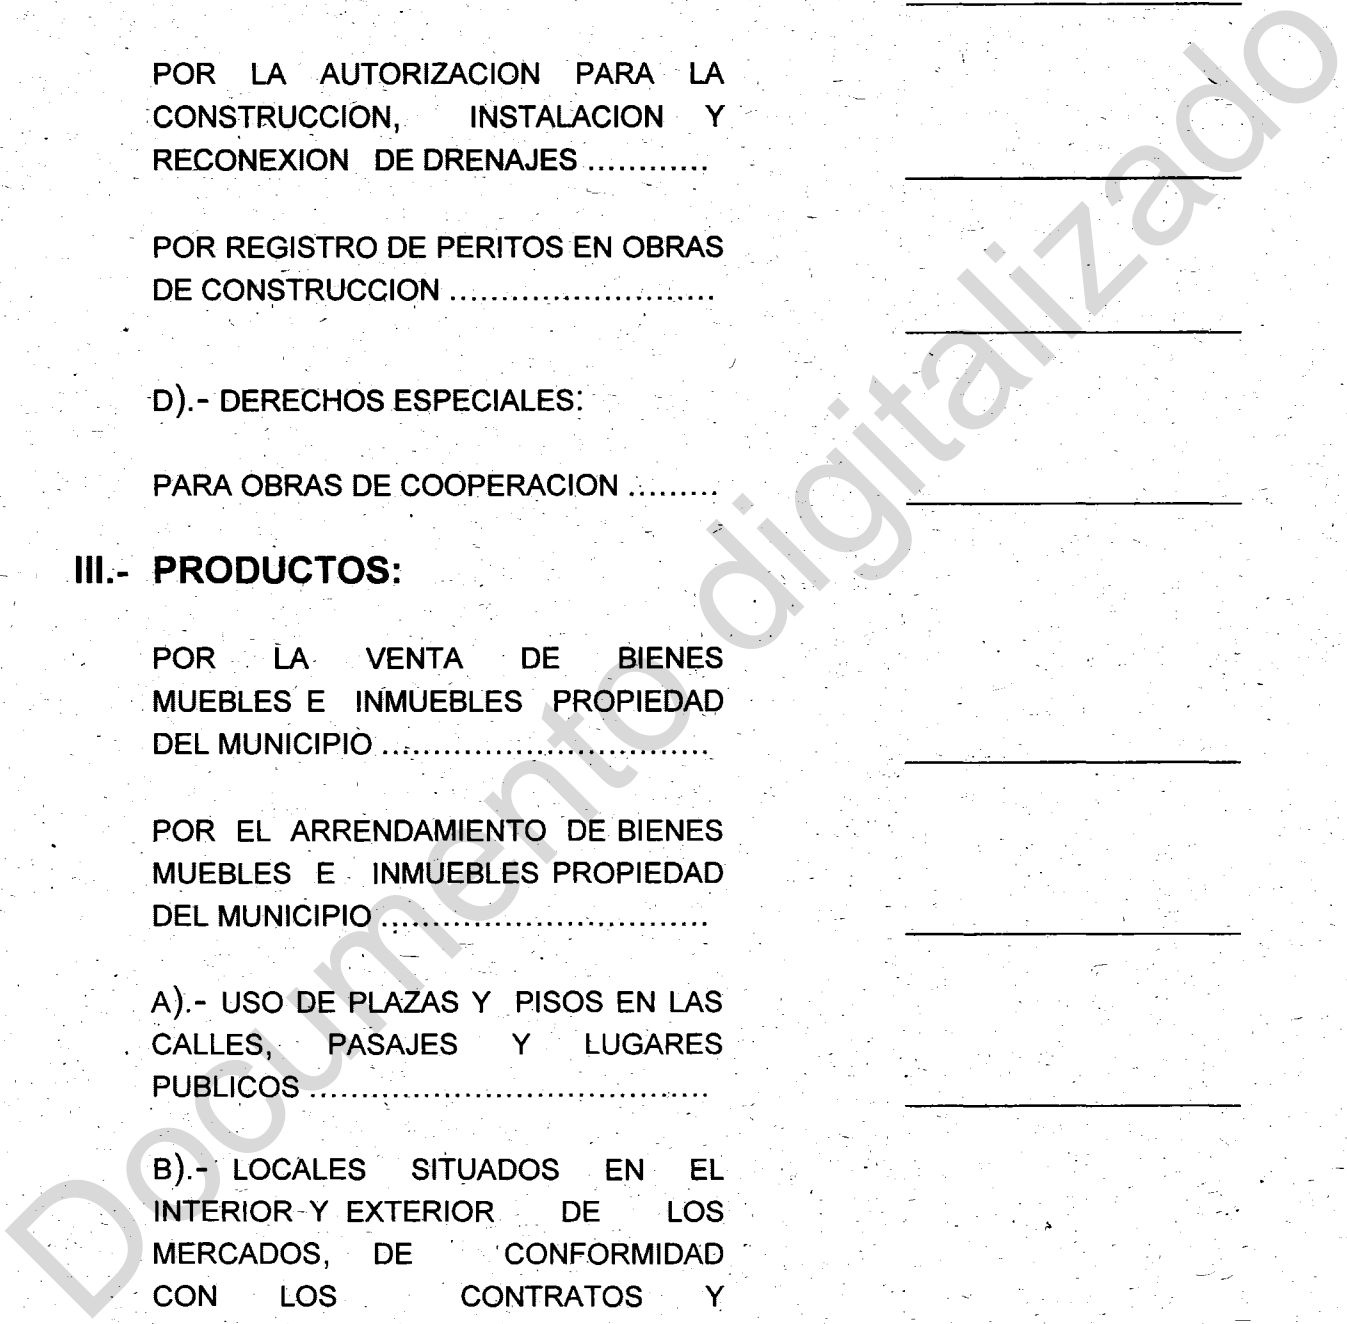 POR LA AUTORIZACION PARA LA
CONSTRUCCION, INSTALACION Y
RECONEXION DE DRENAJES ............
POR REGISTRO DE PERITOS EN OBRAS
DE CONSTRUCCION ..........................
D).- DERECHOS ESPECIALES:
PARA OBRAS DE COOPERACION .........
III.- PRODUCTOS:
POR LA VENTA DE BIENES
MUEBLES E INMUEBLES PROPIEDAD
DEL MUNICIPIO ................................
POR EL ARRENDAMIENTO DE BIENES
MUEBLES E INMUEBLES PROPIEDAD
DEL MUNICIPIO ................................
A).- USO DE PLAZAS Y PISOS EN LAS
CALLES, PASAJES Y LUGARES
PUBLICOS .......................................
B).- LOCALES SITUADOS EN EL
INTERIOR Y EXTERIOR DE LOS
MERCADOS, DE CONFORMIDAD
CON LOS CONTRATOS Y
Documento digitalizado